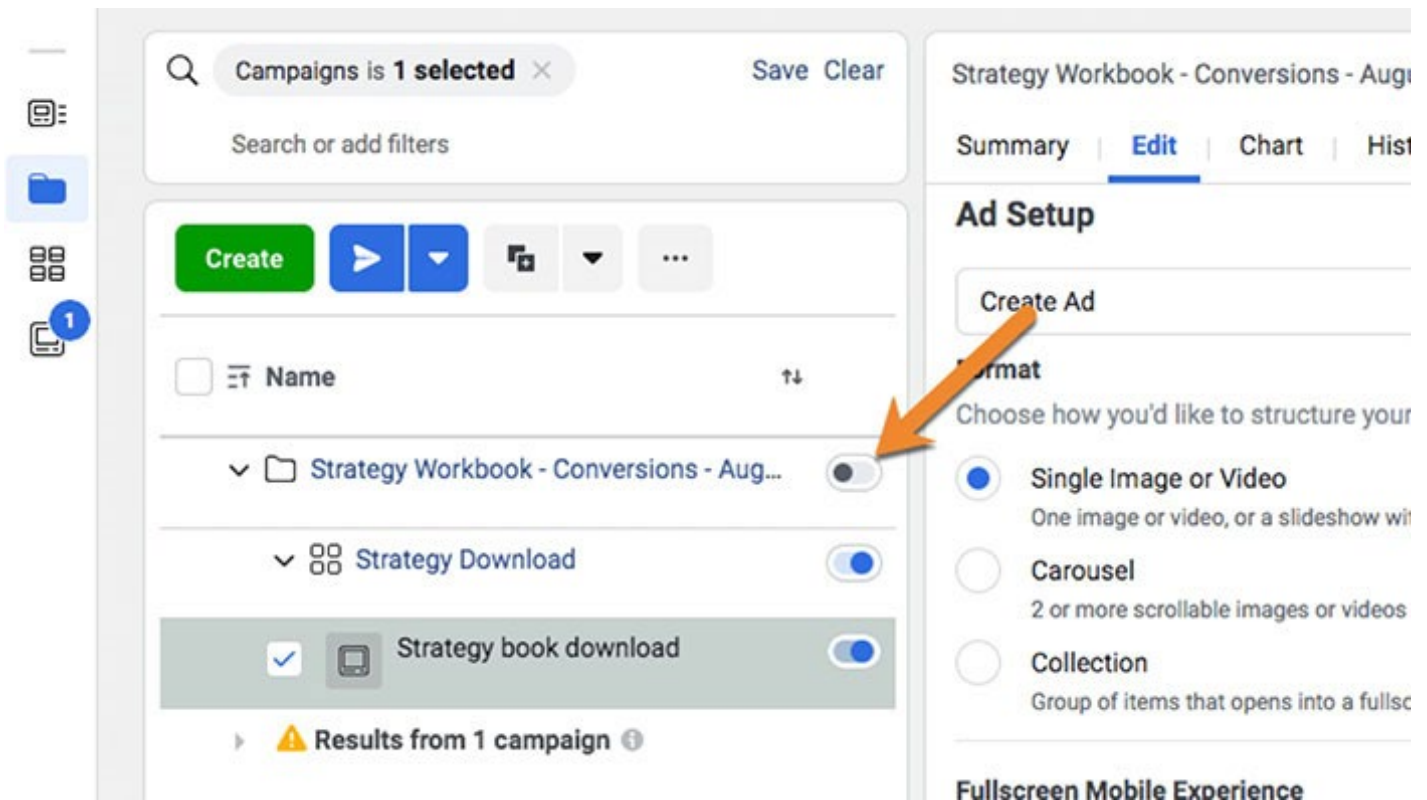 Campaigns is 1 selected
Save Clear
Search or add filters
Create
1
Name
Strategy Workbook - Conversions - Aug...
Strategy Download
Strategy book download
Results from 1 campaign
Strategy Workbook - Conversions - Augu
Summary Edit Chart Hist
Ad Setup
Create Ad
Format
Choose how you'd like to structure your
Single Image or Video
One image or video, or a slideshow wit
Carousel
2 or more scrollable images or videos
Collection
Group of items that opens into a fullsc
Fullscreen Mobile Experience